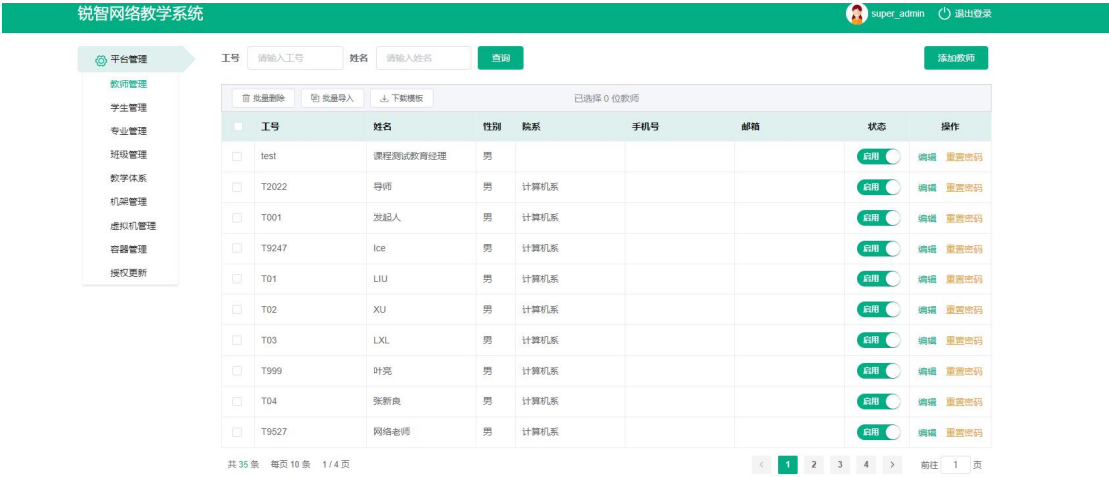 锐智网络教学系统 super_admin 退出登录
平台管理
教师管理
学生管理
专业管理
班级管理
教学体系
机架管理
虚拟机管理
容器管理
授权更新
工号 请输入工号 姓名 请输入姓名 查询 添加教师
批量删除 批量导入 下载模板 已选择 0 位教师
工号 姓名 性别 院系 手机号 邮箱 状态 操作
test 课程测试教育经理 男 启用 编辑 重置密码
T2022 导师 男 计算机系 启用 编辑 重置密码
T001 发起人 男 计算机系 启用 编辑 重置密码
T9247 Ice 男 计算机系 启用 编辑 重置密码
T01 LIU 男 计算机系 启用 编辑 重置密码
T02 XU 男 计算机系 启用 编辑 重置密码
T03 LXL 男 计算机系 启用 编辑 重置密码
T999 叶亮 男 计算机系 启用 编辑 重置密码
T04 张新良 男 计算机系 启用 编辑 重置密码
T9527 网络老师 男 计算机系 启用 编辑 重置密码
共 35 条 每页 10 条 1 / 4 页 < 1 2 3 4 > 前往 1 页